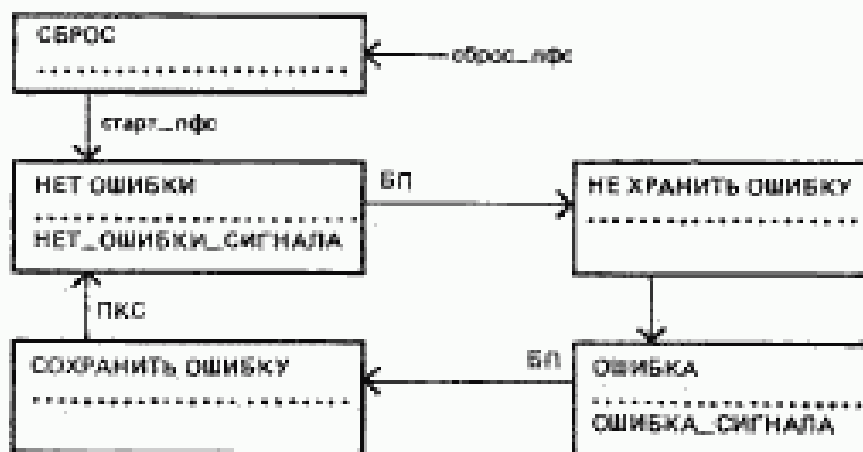 СБРОС
сброс_пфс
старт_пфс
НЕТ ОШИБКИ
БП
НЕ ХРАНИТЬ ОШИБКУ
НЕТ_ОШИБКИ_СИГНАЛА
ПКС
СОХРАНИТЬ ОШИБКУ
БП
ОШИБКА
ОШИБКА_СИГНАЛА